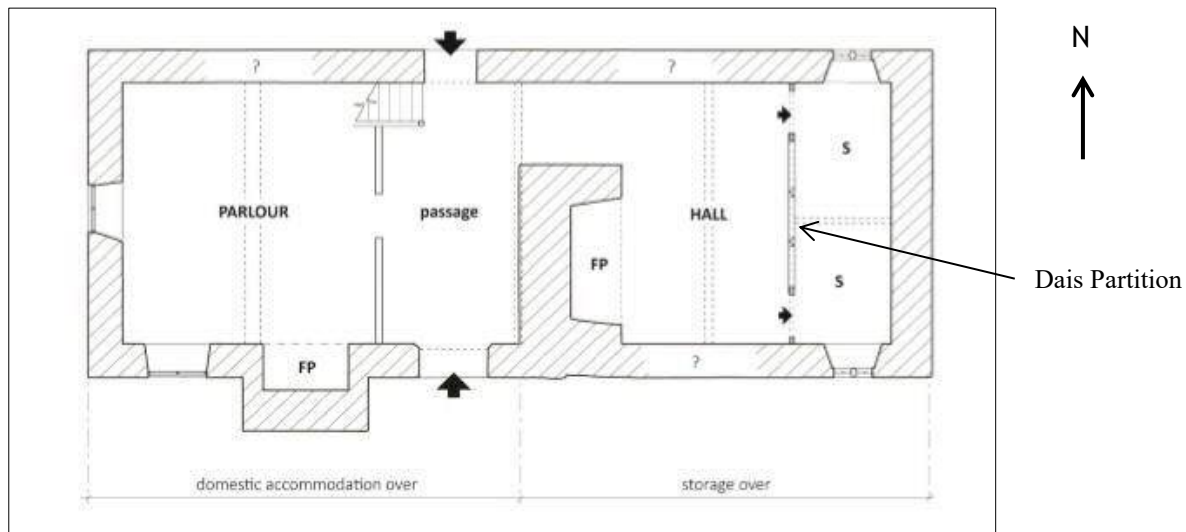 N
?
?
PARLOUR
passage
HALL
S
FP
S
Dais Partition
FP
?
domestic accommodation over
storage over